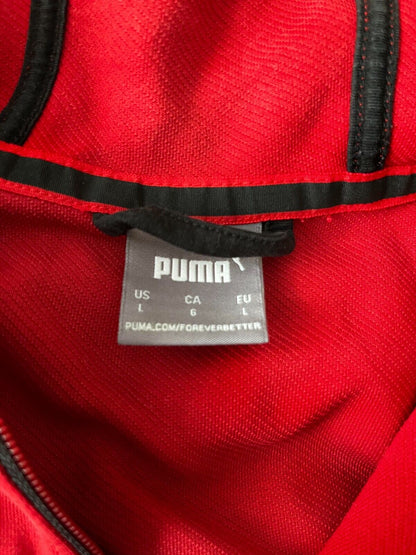 PUMA
US CA EU
L G L
PUMA.COM/FOREVERBETTER